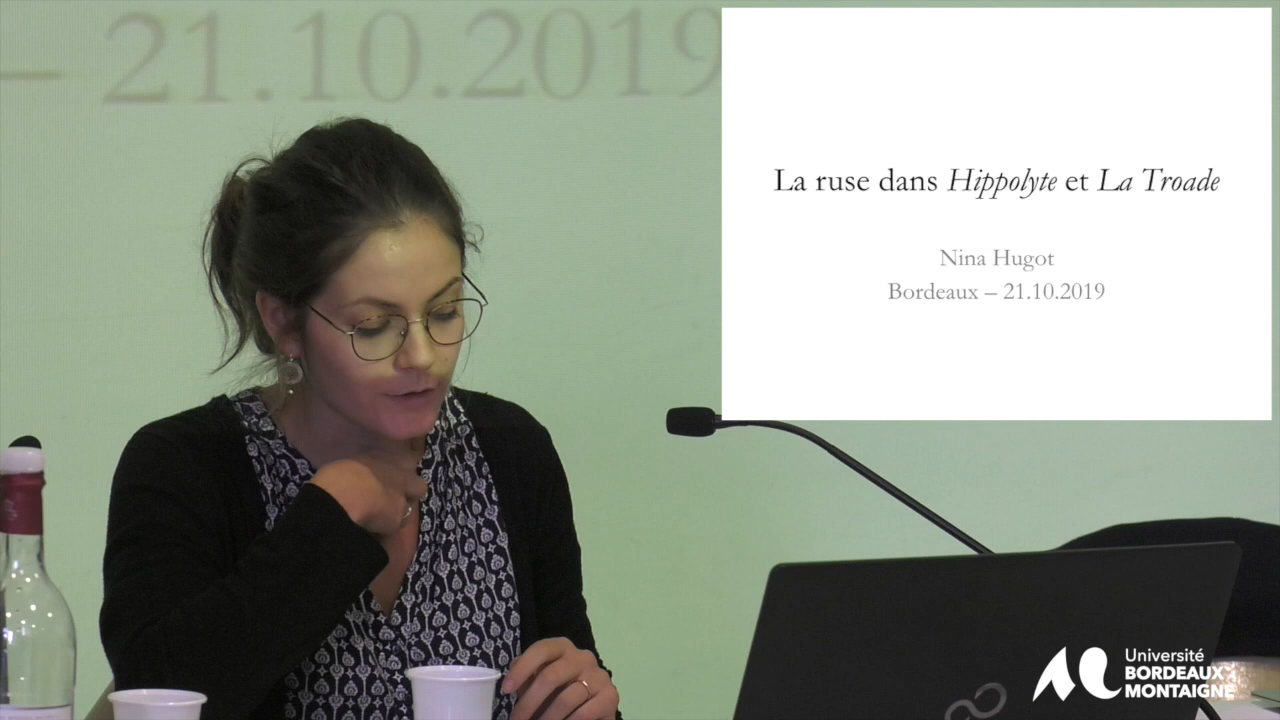 – 21.10.2019
La ruse dans Hippolyte et La Troade
Nina Hugot
Bordeaux – 21.10.2019
Université
BORDEAUX
MONTAIGNE